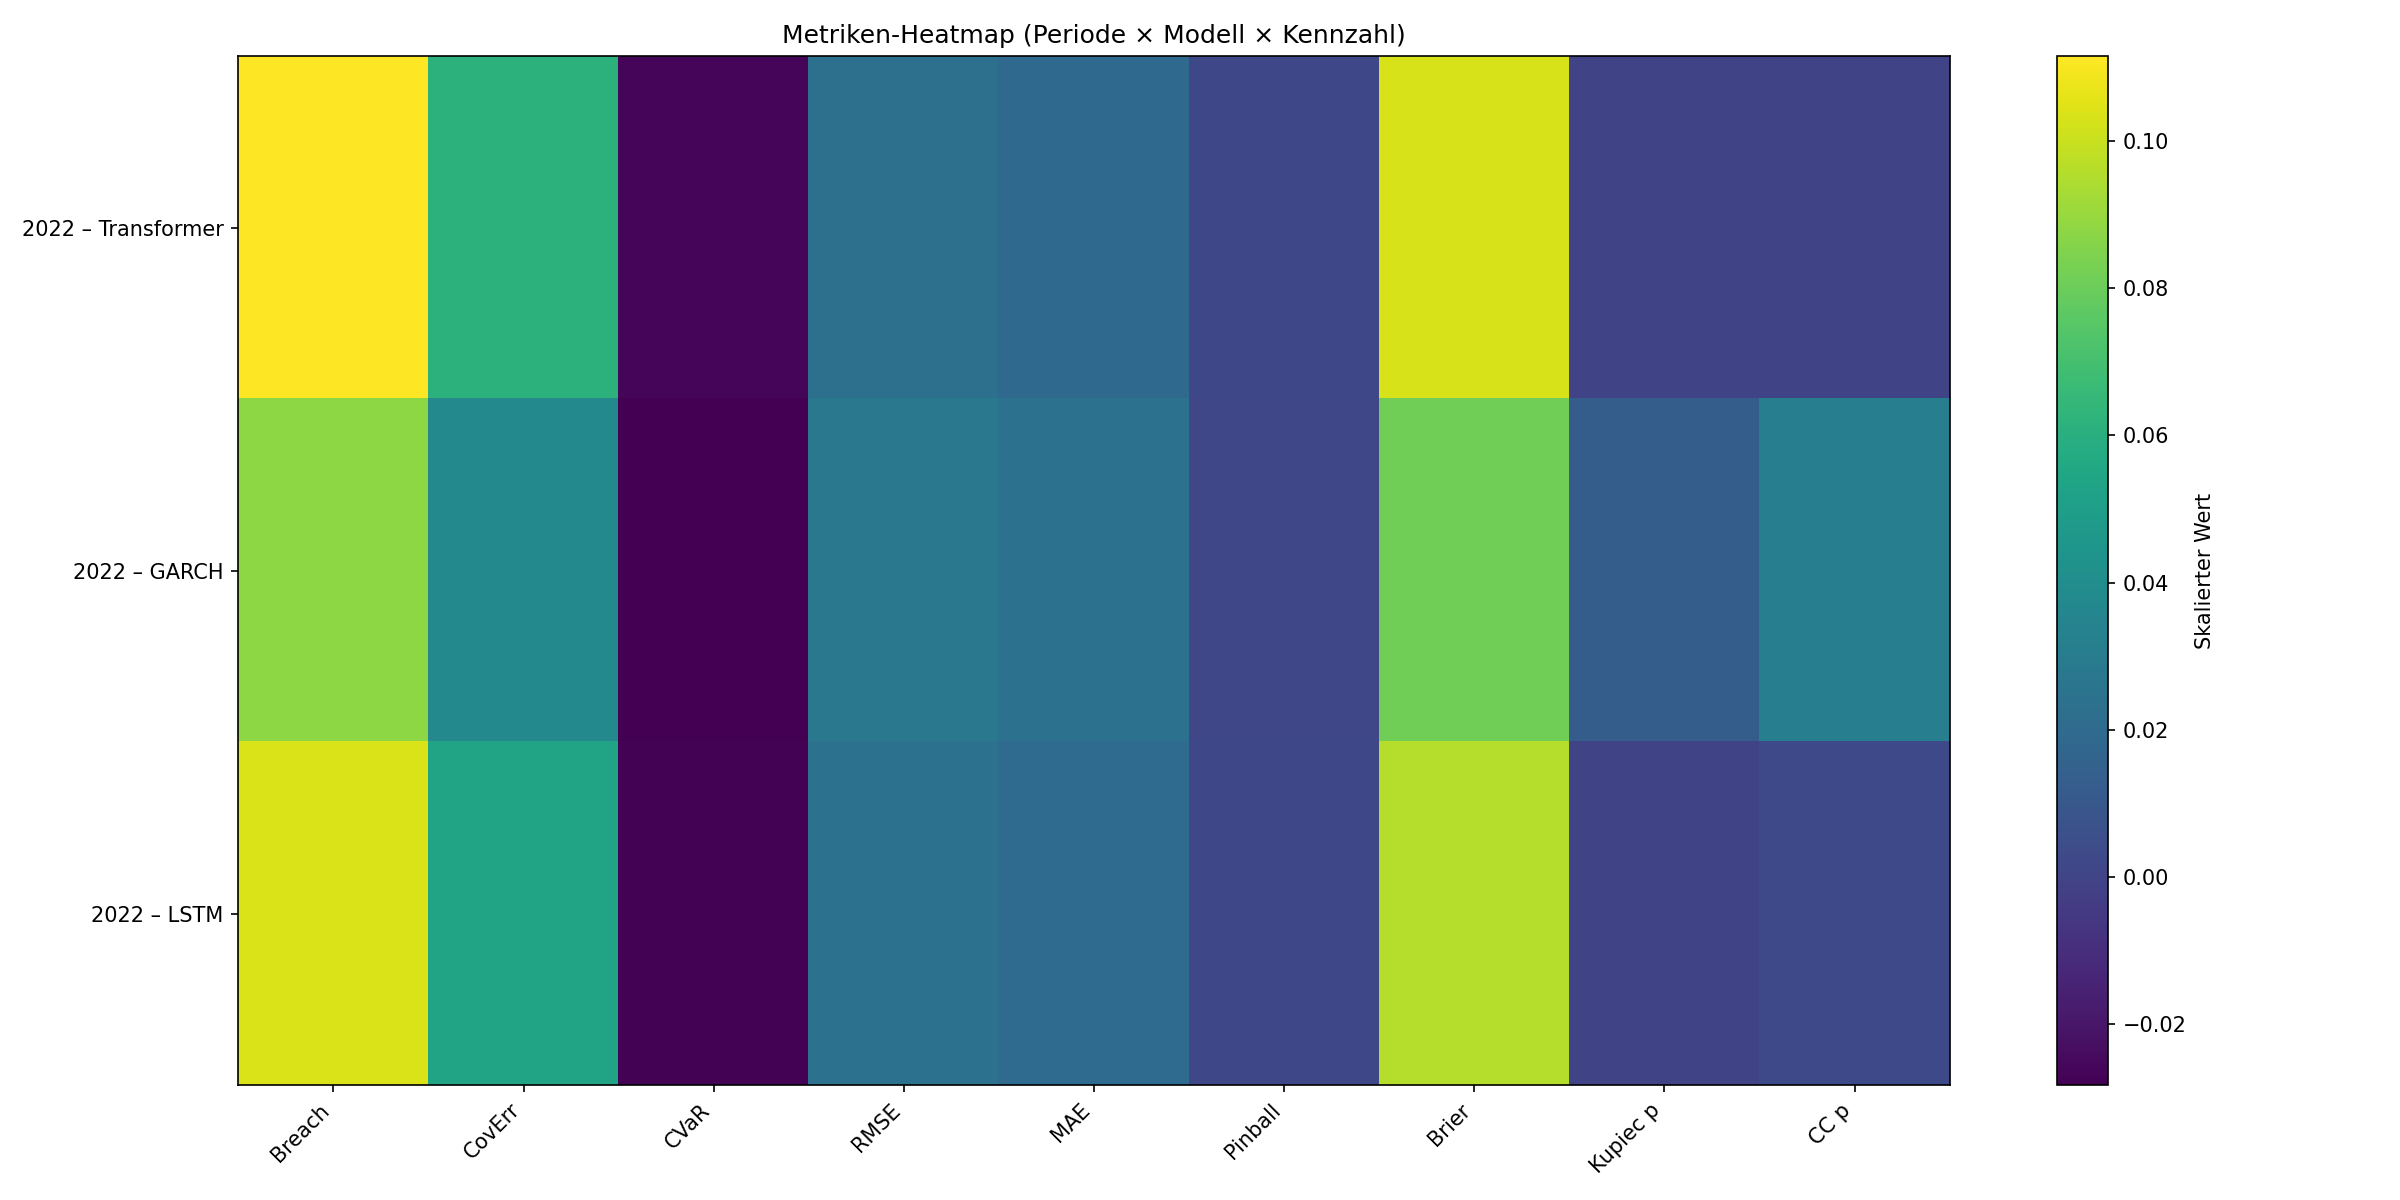 Metriken-Heatmap (Periode × Modell × Kennzahl)
2022 – Transformer
2022 – GARCH
2022 – LSTM
Breach
CovErr
CVaR
RMSE
MAE
Pinball
Brier
Kupiec p
CC p
0.10
0.08
0.06
0.04
0.02
0.00
−0.02
Skalierter Wert